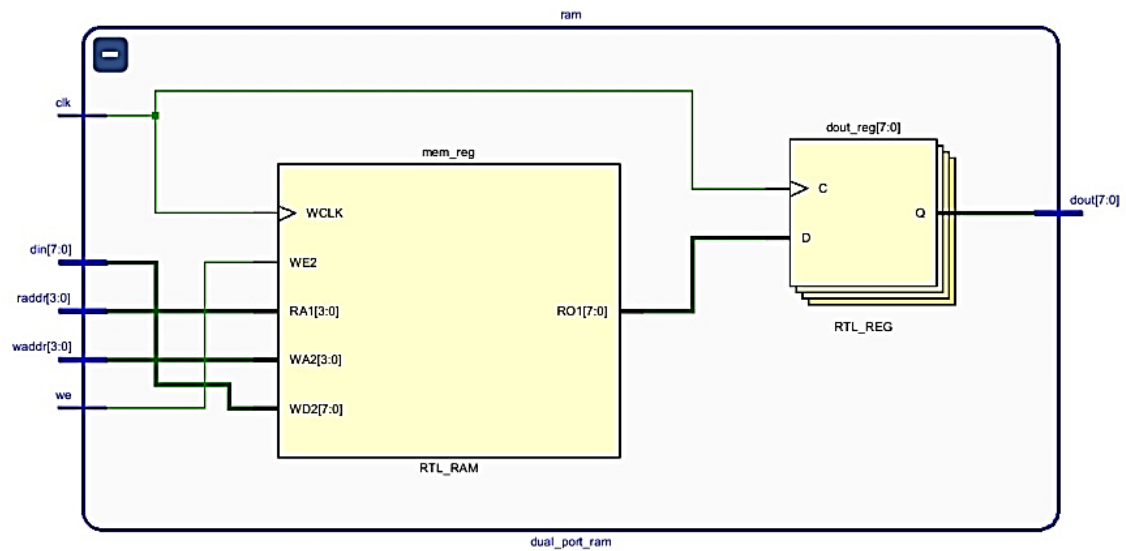 ram
clk
dout_reg[7:0]
mem_reg
C
dout[7:0]
WCLK
Q
D
din[7:0]
WE2
raddr[3:0]
RA1[3:0]
RO1[7:0]
RTL_REG
waddr[3:0]
WA2[3:0]
we
WD2[7:0]
RTL_RAM
dual_port_ram